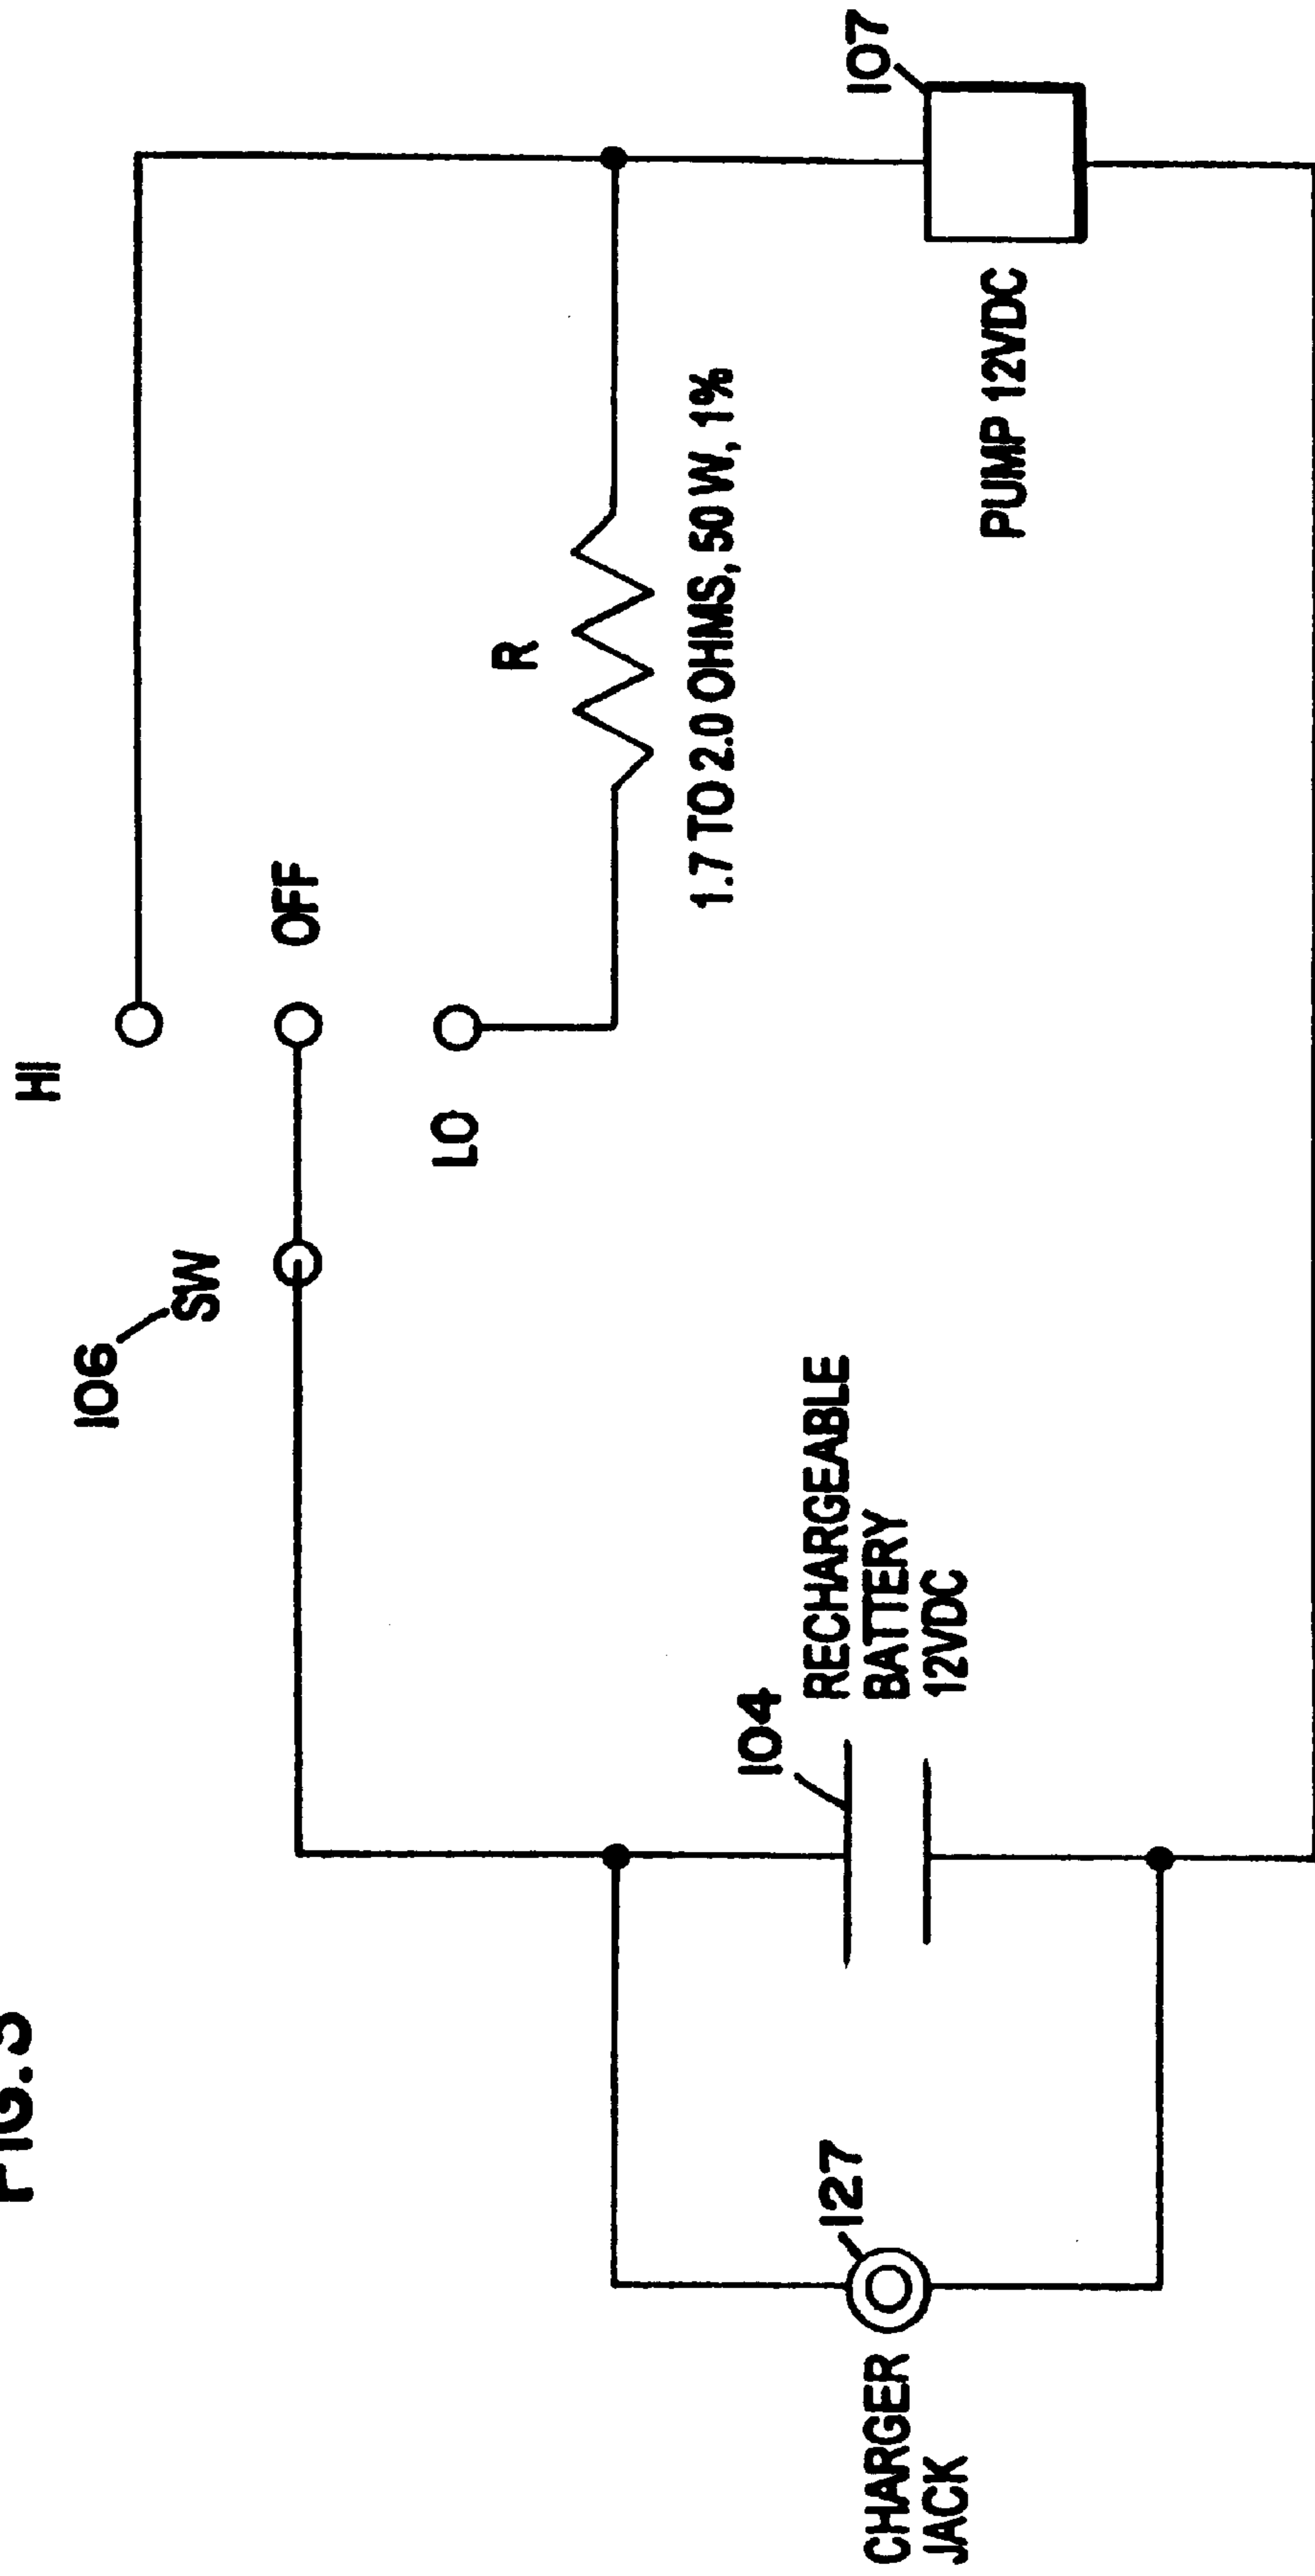 FIG.5
106
SW
HI
OFF
LO
R
1.7 TO 2.0 OHMS, 50 W, 1%
104
RECHARGEABLE
BATTERY
12VDC
127
CHARGER
JACK
107
PUMP 12VDC